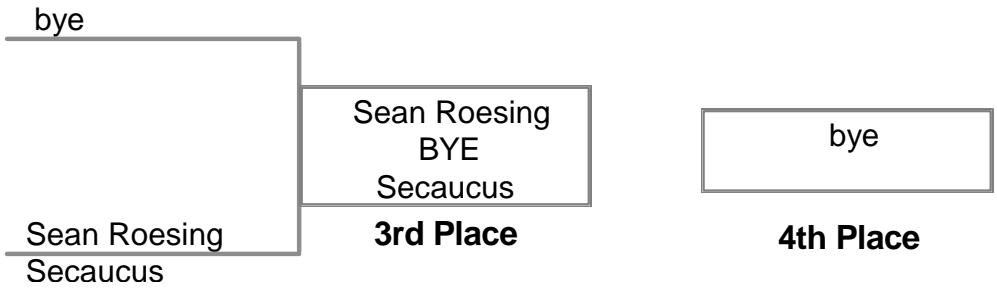 bye
Sean Roesing
BYE
Secaucus
3rd Place
bye
4th Place
Sean Roesing
Secaucus